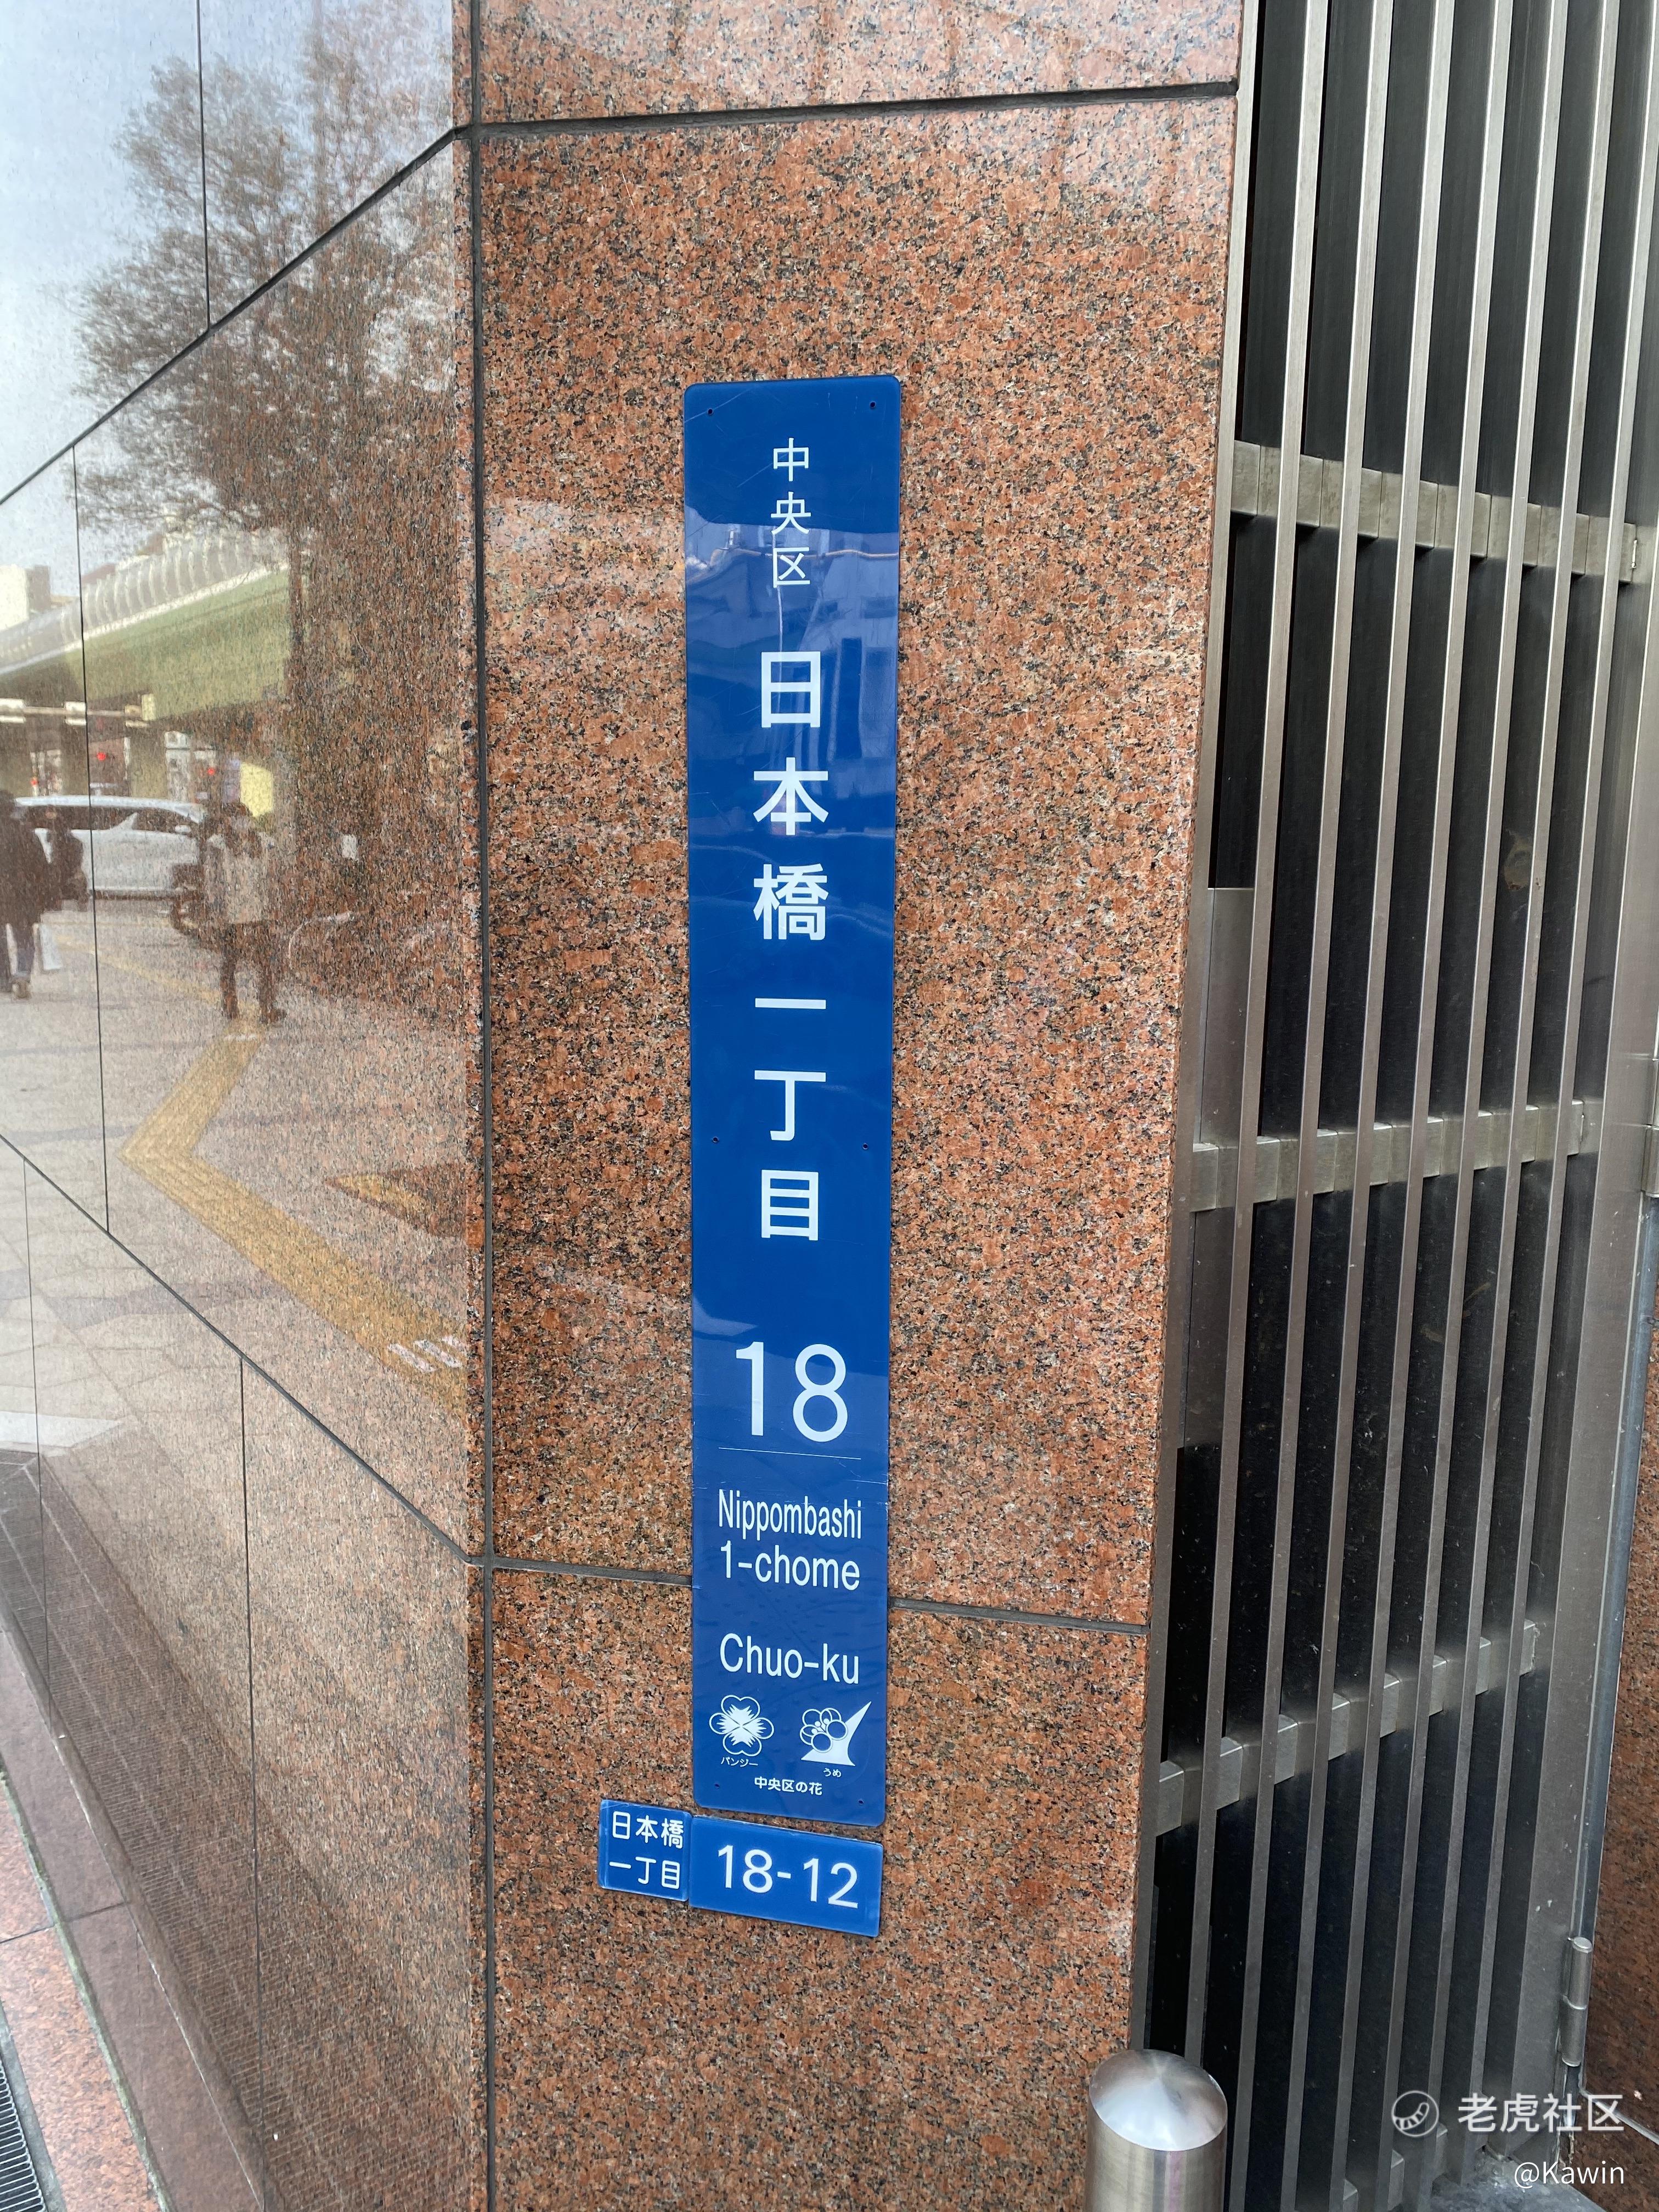 中央区
日本橋一丁目
18
Nippombashi
1-chome
Chuo-ku
パンジー
うめ
中央区の花
日本橋
一丁目
18-12
老虎社区
@Kawin